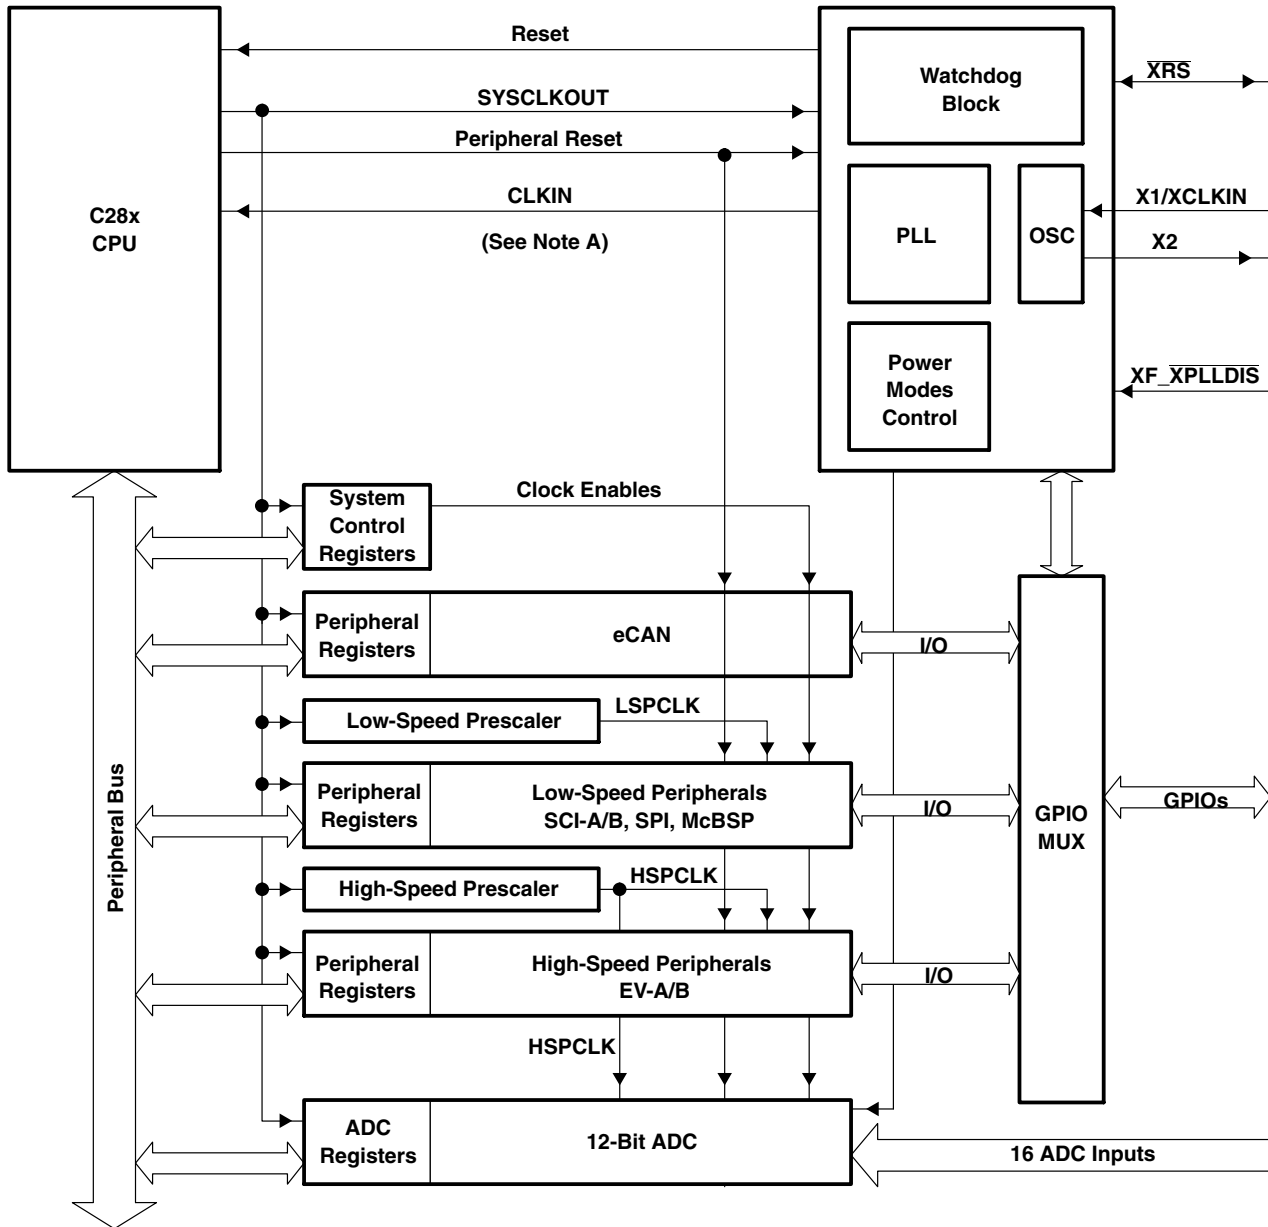 Reset
SYSCLKOUT
Peripheral Reset
CLKIN
(See Note A)
C28x
CPU
Watchdog
Block
PLL
OSC
Power
Modes
Control
XRS
X1/XCLKIN
X2
XF_XPLLDIS
System
Control
Registers
Clock Enables
Peripheral
Registers
eCAN
I/O
Low-Speed Prescaler
LSPCLK
Peripheral
Registers
Low-Speed Peripherals
SCI-A/B, SPI, McBSP
I/O
GPIO
MUX
GPIOs
Peripheral Bus
High-Speed Prescaler
HSPCLK
Peripheral
Registers
High-Speed Peripherals
EV-A/B
I/O
HSPCLK
ADC
Registers
12-Bit ADC
16 ADC Inputs